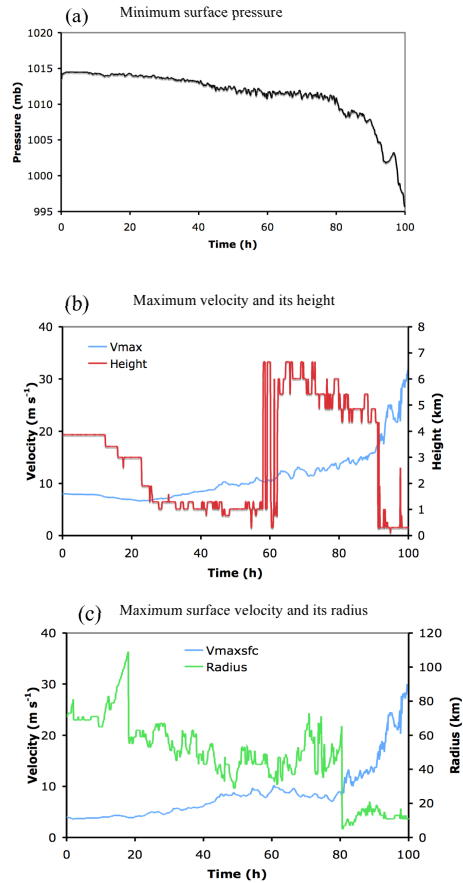 (a) Minimum surface pressure
1020
1015
1010
1005
1000
995
Pressure (mb)
0 20 40 60 80 100
Time (h)
(b) Maximum velocity and its height
40
30
20
10
0
Velocity (m s-1)
Vmax
Height
8
7
6
5
4
3
2
1
0
Height (km)
0 20 40 60 80 100
Time (h)
(c) Maximum surface velocity and its radius
40
30
20
10
0
Velocity (m s-1)
Vmaxsfc
Radius
120
100
80
60
40
20
0
Radius (km)
0 20 40 60 80 100
Time (h)